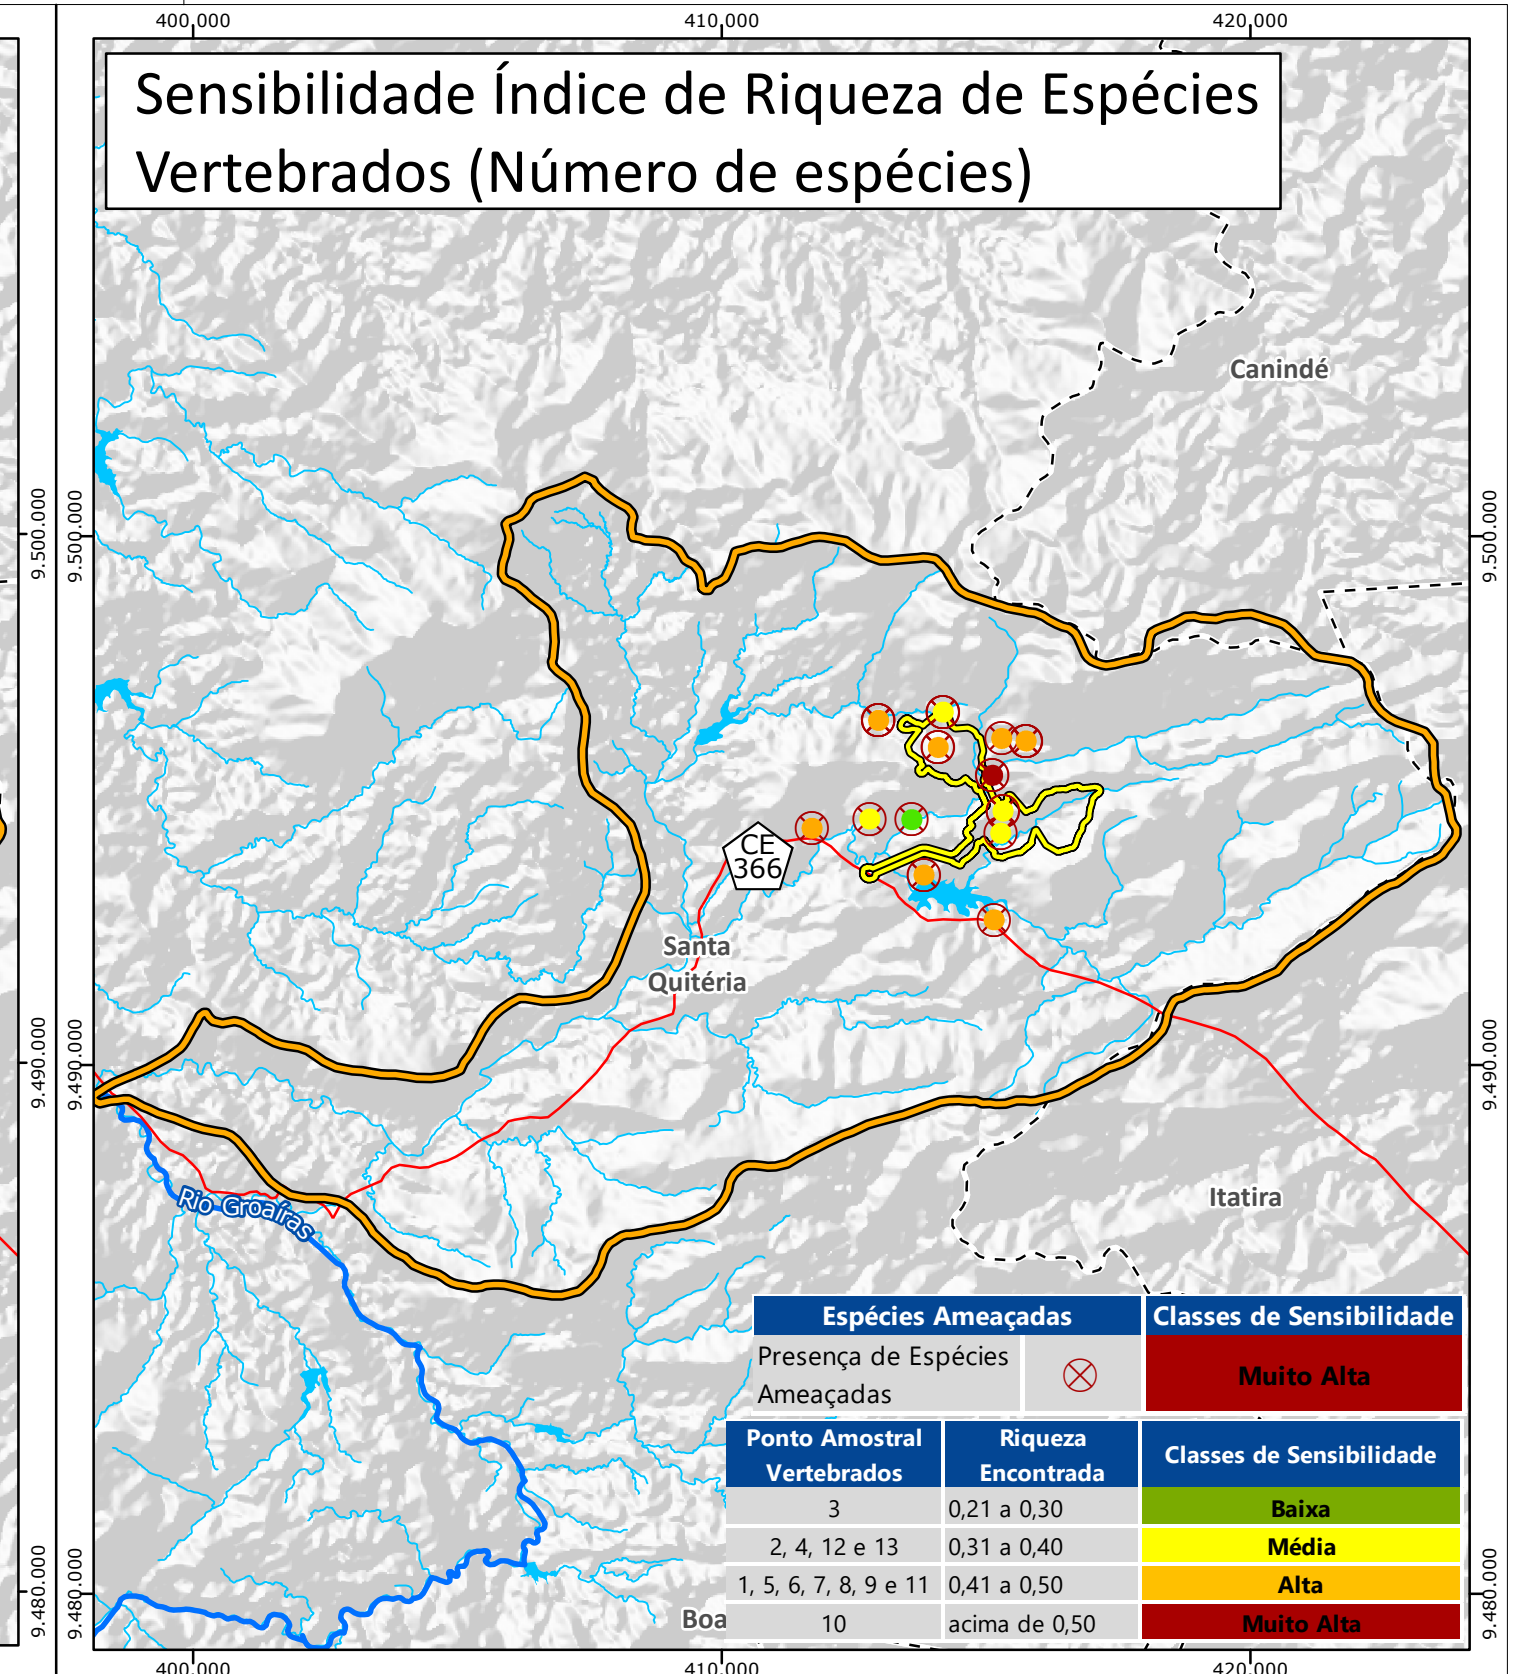 400.000
410.000
420.000
Sensibilidade Índice de Riqueza de Espécies
Vertebrados (Número de espécies)
Canindé
9.500.000
9.500.000
9.500.000
CE
366
Santa
Quitéria
9.490.000
9.490.000
9.490.000
Rio Groaíras
Itatira
Espécies Ameaçadas
Classes de Sensibilidade
Presença de Espécies
Ameaçadas
Muito Alta
Ponto Amostral
Vertebrados
Riqueza
Encontrada
Classes de Sensibilidade
3 0,21 a 0,30 Baixa
2, 4, 12 e 13 0,31 a 0,40 Média
1, 5, 6, 7, 8, 9 e 11 0,41 a 0,50 Alta
10 acima de 0,50 Muito Alta
Boa
9.480.000
9.480.000
9.480.000
400.000
410.000
420.000